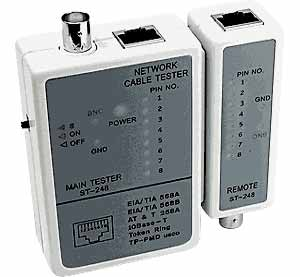 NETWORK
CABLE TESTER
PIN NO.
BNC
1
2
POWER
3
4
S
ON
OFF
5
GND
6
7
8
MAIN TESTER
ST-248
EIA/TIA 568A
EIA/TIA 568B
AT & T 258A
10Base-T
Token Ring
TP-PMD
PIN NO.
1
2
GND
3
4
5
6
7
8
REMOTE
ST-248